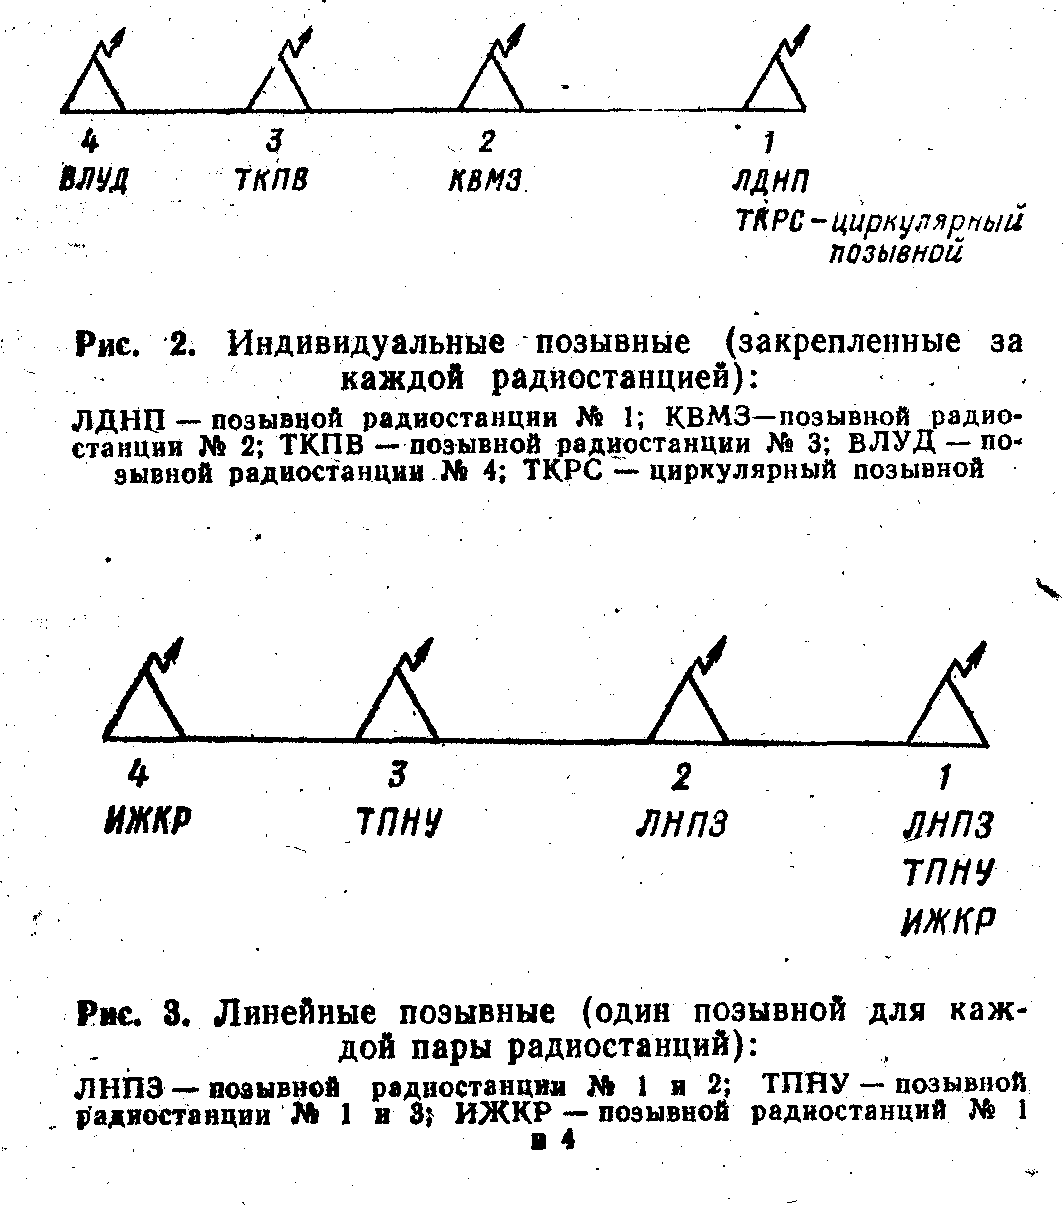 4 3 2 1
ВЛУД ТКПВ КВМЗ ЛДНП
ТКРС – циркулярный
позывной
Рис. 2. Индивидуальные позывные (закрепленные за
каждой радиостанцией):
ЛДНП — позывной радиостанции № 1; КВМЗ—позывной радио-
станции № 2; ТКПВ — позывной радиостанции № 3; ВЛУД — по-
зывной радиостанции № 4; ТКРС — циркулярный позывной
4 3 2 1
ИЖКР ТПНУ ЛНПЗ ЛНПЗ
ТПНУ
ИЖКР
Рис. 3. Линейные позывные (один позывной для каж-
дой пары радиостанций):
ЛНПЗ — позывной радиостанции № 1 и 2; ТПНУ — позывной
радиостанции № 1 и 3; ИЖКР — позывной радиостанций № 1
и 4